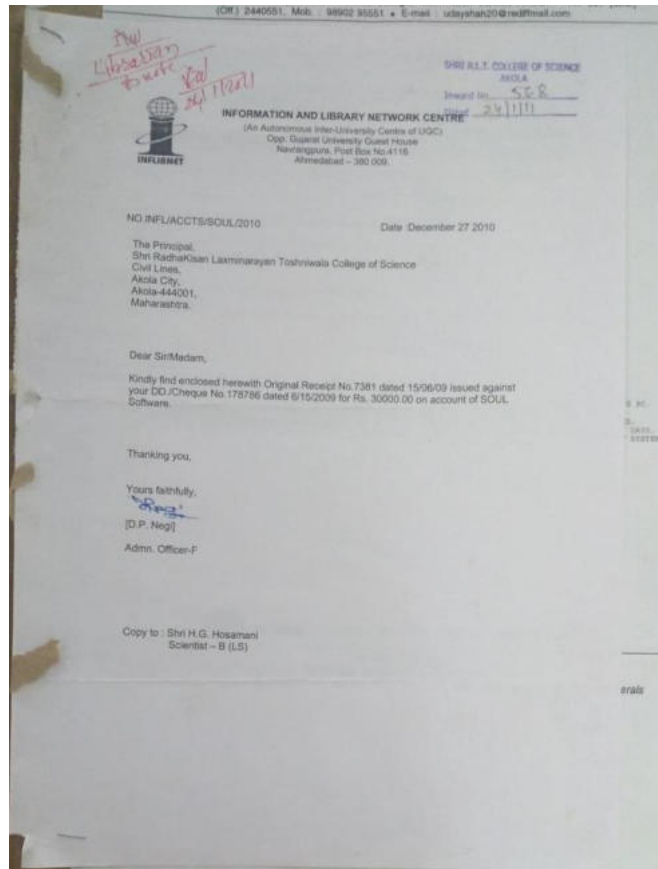 (Off.) 2440551, Mob. : 98902 95551 • E-mail : udayshah20@rediffmail.com
Librarian
24/1/2011
SHRI R.L.T. COLLEGE OF SCIENCE
AKOLA
Inward No. 568
Dated 24/1/11
INFLIBNET
INFORMATION AND LIBRARY NETWORK CENTRE
(An Autonomous Inter-University Centre of UGC)
Opp. Gujarat University Guest House
Navrangpura, Post Box No.4116
Ahmedabad – 380 009.
NO.INFL/ACCTS/SOUL/2010
Date :December 27 2010
The Principal,
Shri RadhaKisan Laxminarayan Toshniwala College of Science
Civil Lines,
Akola City,
Akola-444001,
Maharashtra.
Dear Sir/Madam,
Kindly find enclosed herewith Original Receipt No.7381 dated 15/06/09 issued against
your DD./Cheque No.178786 dated 6/15/2009 for Rs. 30000.00 on account of SOUL
Software.
Thanking you,
Yours faithfully,
[D.P. Negi]
Admn. Officer-F
Copy to : Shri H.G. Hosamani
Scientist – B (LS)
erals